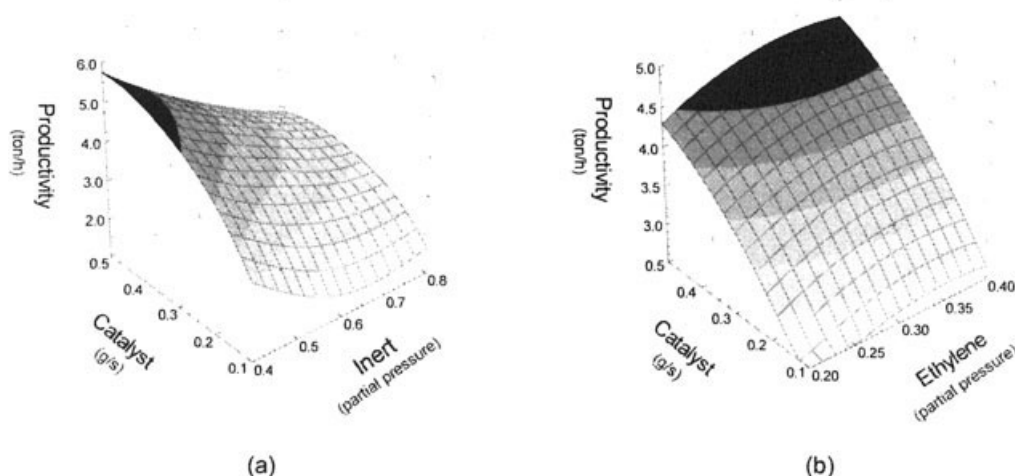 6.0
5.0
4.0
3.0
2.0
Productivity
(ton/h)
0.5
0.4
0.3
0.2
0.1
Catalyst
(g/s)
0.4
0.5
0.6
0.7
0.8
Inert
(partial pressure)
(a)
5.0
4.5
4.0
3.5
3.0
Productivity
(ton/h)
0.5
0.4
0.3
0.2
0.1
Catalyst
(g/s)
0.20
0.25
0.30
0.35
0.40
Ethylene
(partial pressure)
(b)